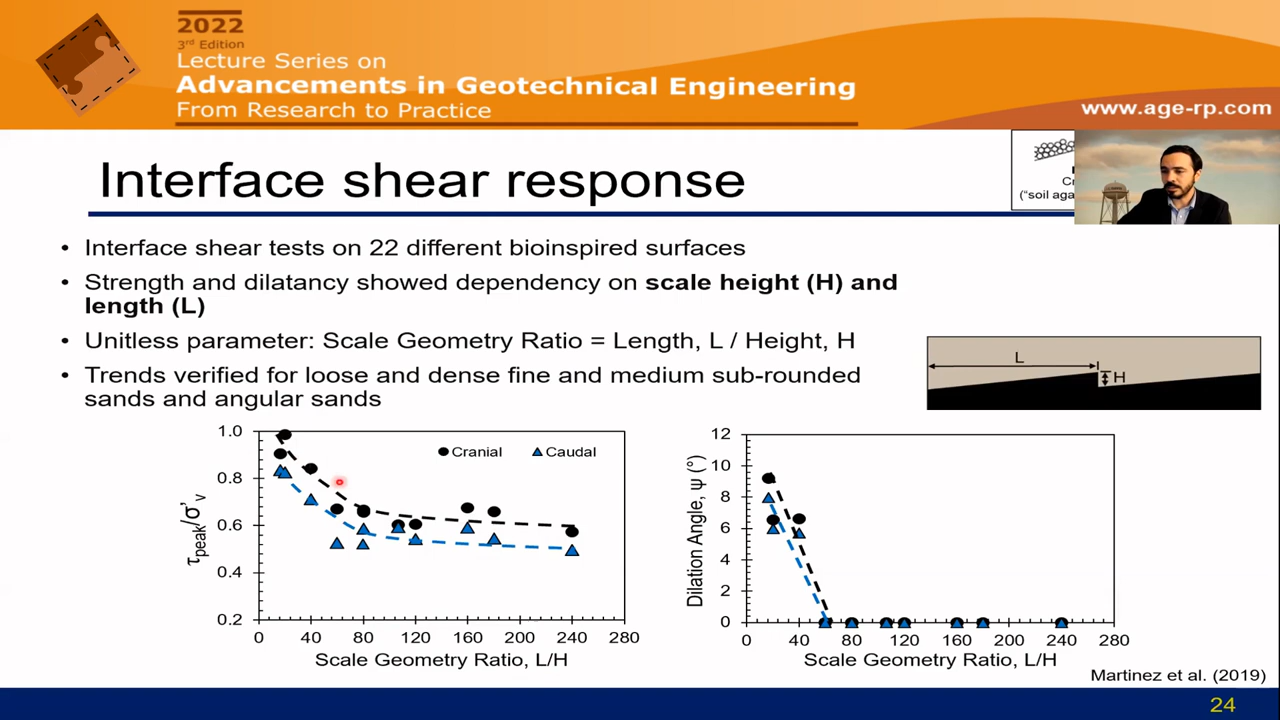 2022
3rd Edition
Lecture Series on
Advancements in Geotechnical Engineering
From Research to Practice
www.age-rp.com
Interface shear response
("soil aga
• Interface shear tests on 22 different bioinspired surfaces
• Strength and dilatancy showed dependency on scale height (H) and
length (L)
• Unitless parameter: Scale Geometry Ratio = Length, L / Height, H
• Trends verified for loose and dense fine and medium sub-rounded
sands and angular sands
L
H
1.0
0.8
0.6
0.4
0.2
τpeak/σ'v
Cranial
Caudal
0 40 80 120 160 200 240 280
Scale Geometry Ratio, L/H
12
10
8
6
4
2
0
Dilation Angle, ψ (°)
0 40 80 120 160 200 240 280
Scale Geometry Ratio, L/H
Martinez et al. (2019)
24